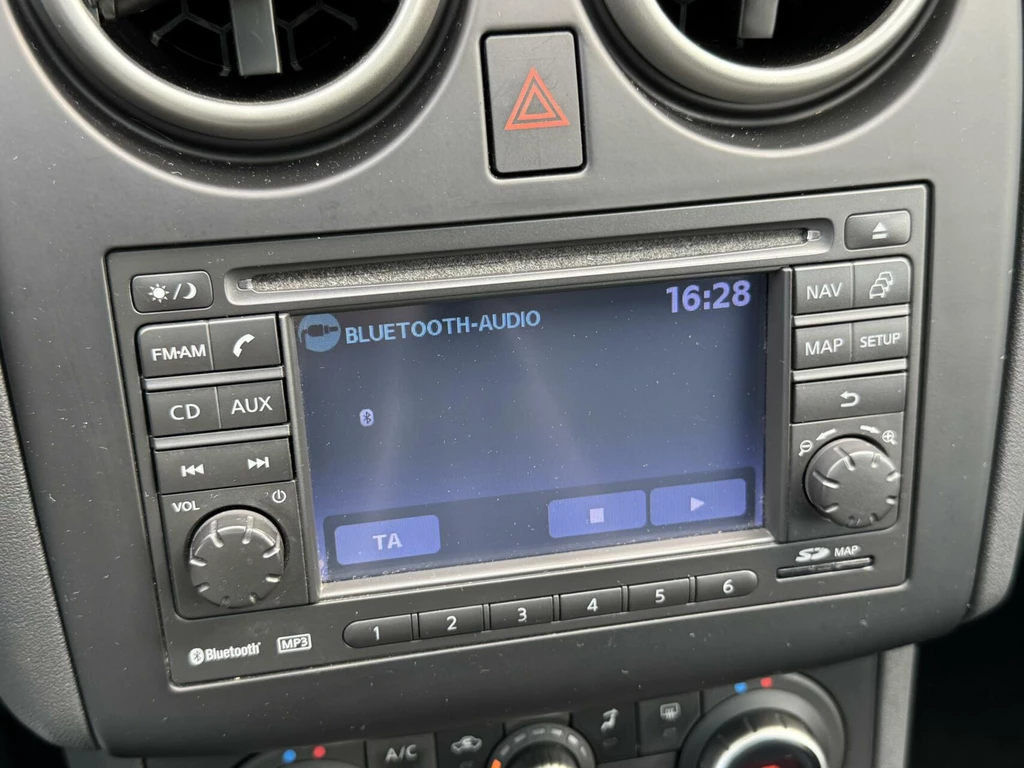 16:28
BLUETOOTH-AUDIO
FM·AM
CD
AUX
VOL
TA
NAV
MAP
SETUP
SD MAP
1 2 3 4 5 6
Bluetooth
MP3
A/C